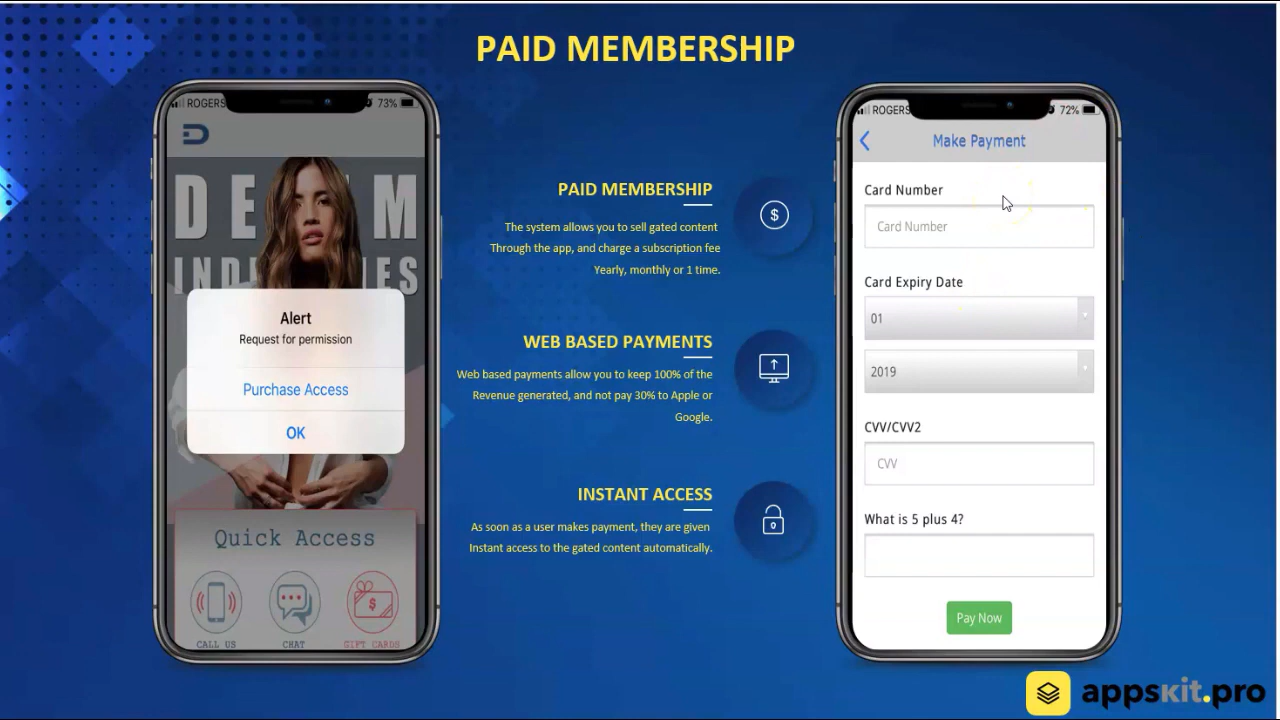 PAID MEMBERSHIP
ROGERS
73%
D
DE M
IND IES
Alert
Request for permission
Purchase Access
OK
Quick Access
CALL US
CHAT
GIFT CARDS
PAID MEMBERSHIP
The system allows you to sell gated content
Through the app, and charge a subscription fee
Yearly, monthly or 1 time.
$
WEB BASED PAYMENTS
Web based payments allow you to keep 100% of the
Revenue generated, and not pay 30% to Apple or
Google.
INSTANT ACCESS
As soon as a user makes payment, they are given
Instant access to the gated content automatically.
ROGERS
72%
Make Payment
Card Number
Card Number
Card Expiry Date
01
2019
CVV/CVV2
CVV
What is 5 plus 4?
Pay Now
appskit.pro